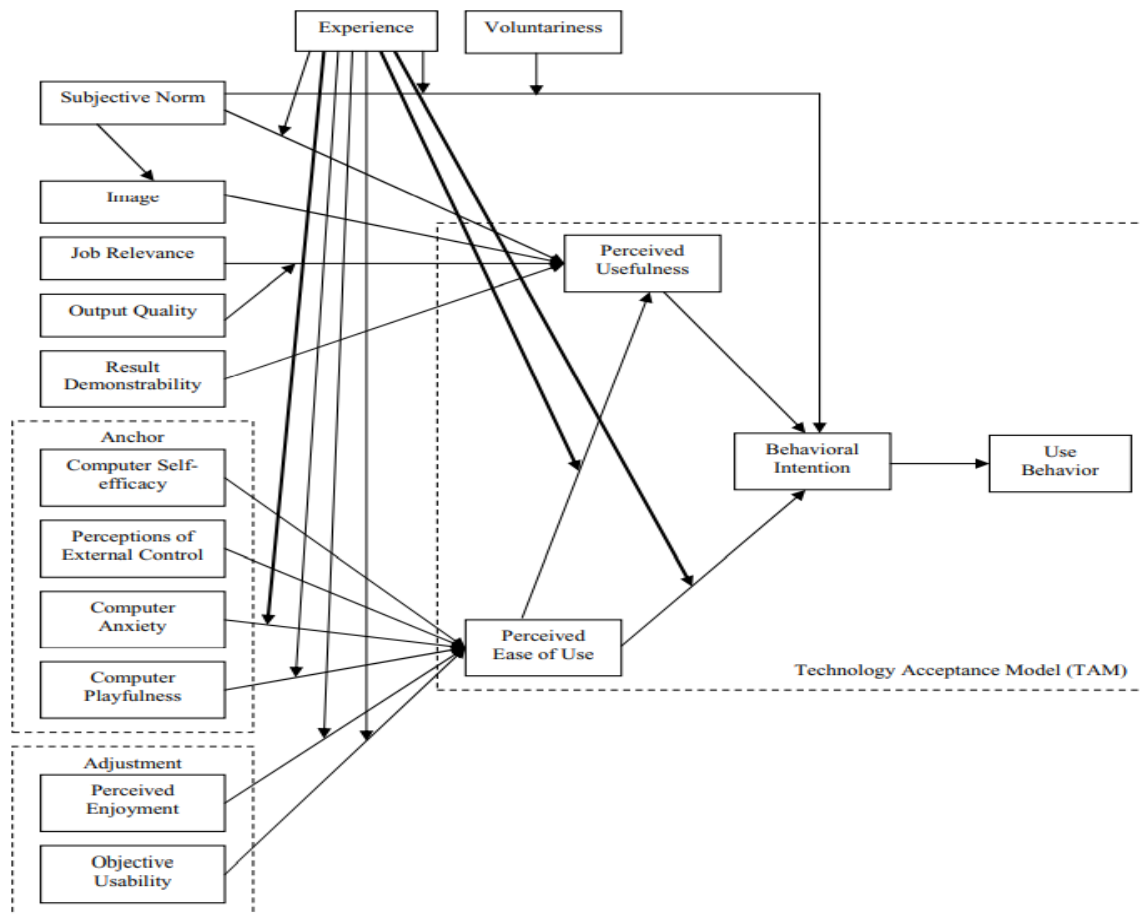 Experience
Voluntariness
Subjective Norm
Image
Job Relevance
Output Quality
Result
Demonstrability
Perceived
Usefulness
Anchor
Computer Self-
efficacy
Perceptions of
External Control
Computer
Anxiety
Computer
Playfulness
Behavioral
Intention
Use
Behavior
Perceived
Ease of Use
Technology Acceptance Model (TAM)
Adjustment
Perceived
Enjoyment
Objective
Usability